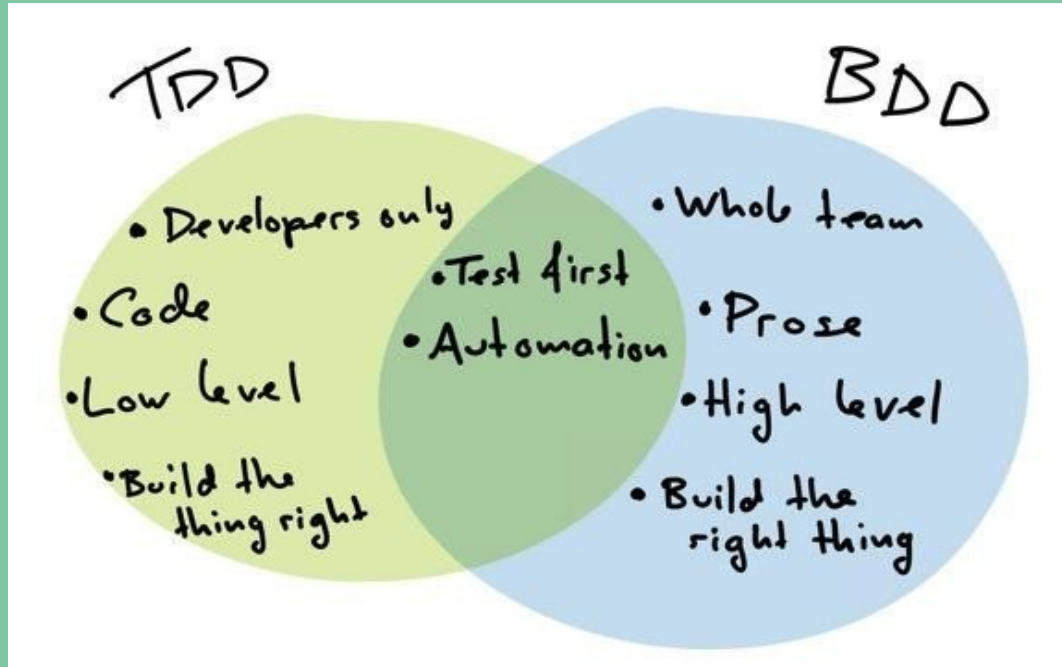 TDD
• Developers only
• Code
• Low level
• Build the
thing right
• Test first
• Automation
BDD
• Whole team
• Prose
• High level
• Build the
right thing